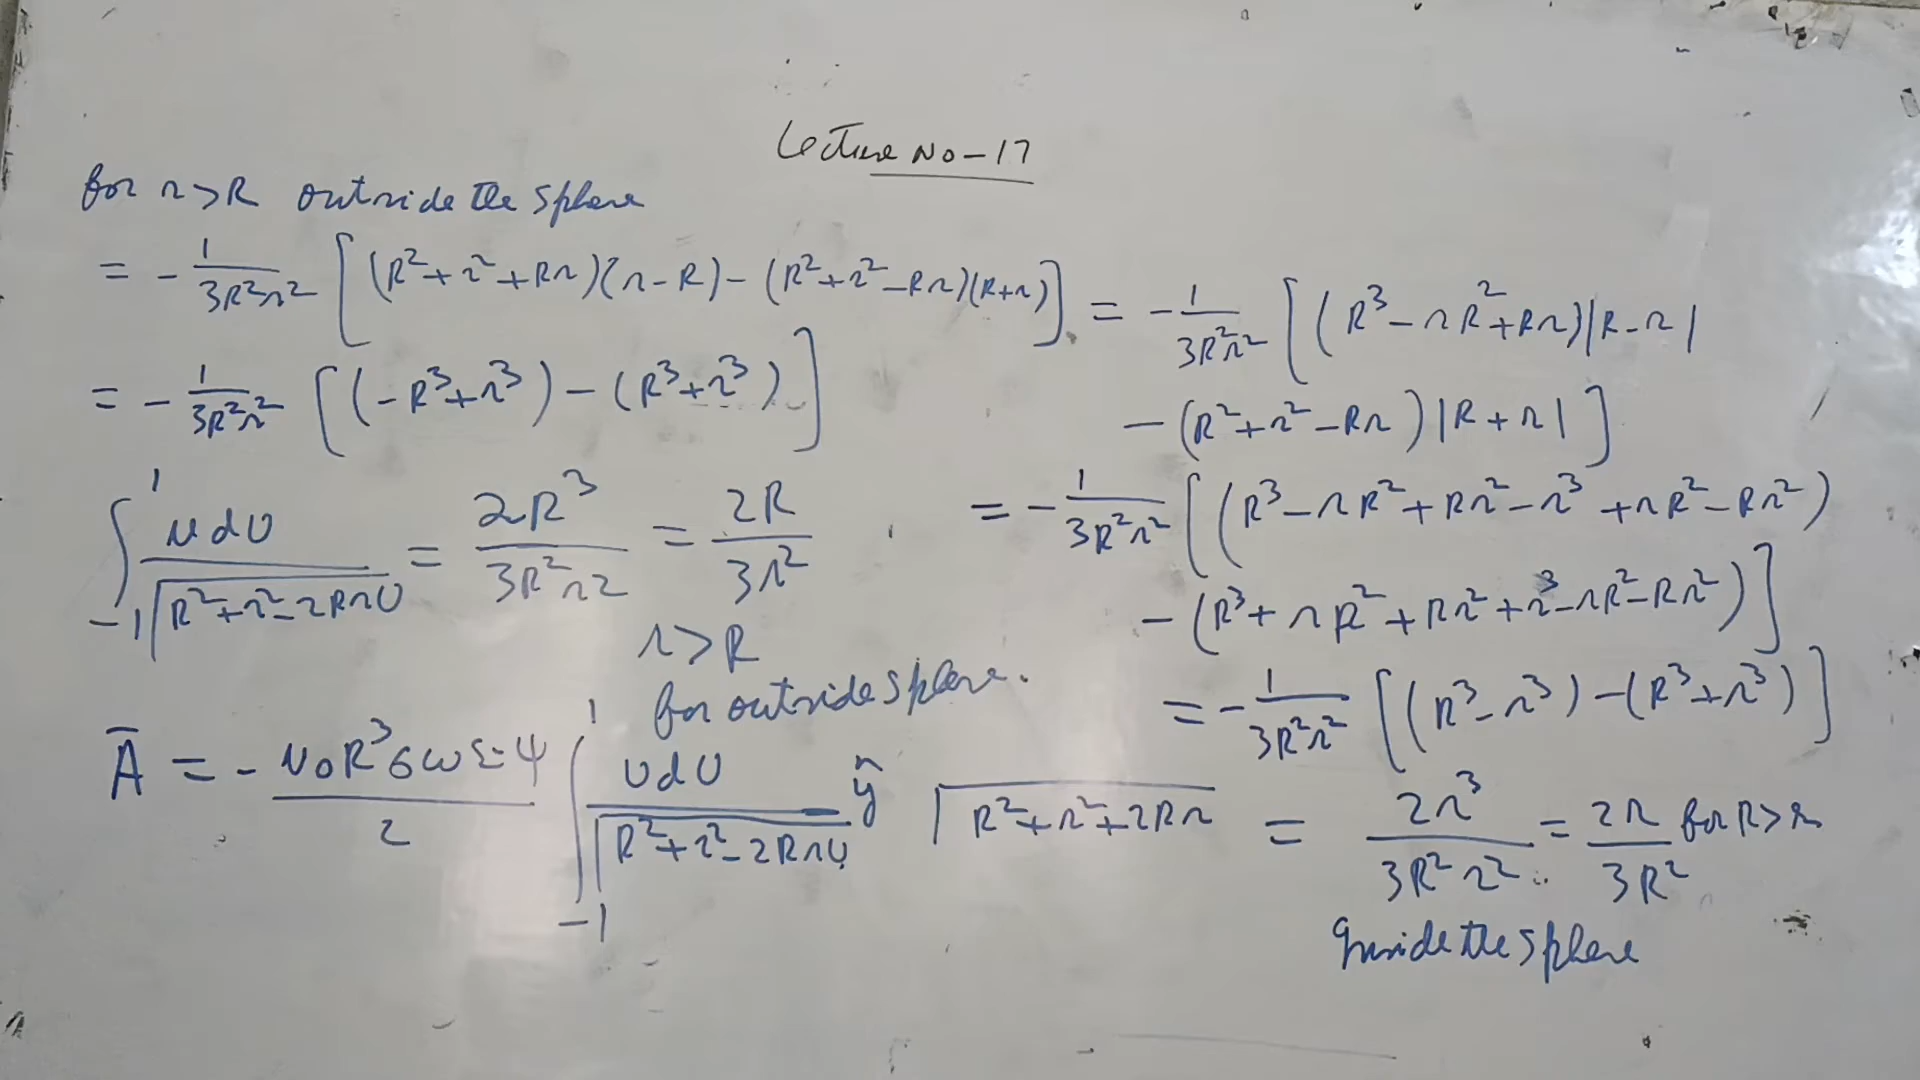 Lecture No-17
for r>R outside the sphere
= - 1/3R²r² [(R²+r²+Rr)(r-R)-(R²+r²-Rr)(R+r)]
= - 1/3R²r² [(-R³+r³)-(R³+r³)]
∫₋₁¹ udu/√(R²+r²-2Rru) = 2R³/3R²r² = 2R/3r²
r>R
for outside sphere.
Ā = - μ₀R³σω sin ψ/2 ∫₋₁¹ udu/√(R²+r²-2Rru) ŷ
= - 1/3R²r² [(R³-rR²+Rr)|R-r|
-(R²+r²-Rr)|R+r|]
= - 1/3R²r² [(R³-rR²+Rr²-r³+rR²-Rr²)
-(R³+rR²+Rr²+r³-rR²-Rr²)]
= - 1/3R²r² [(R³-r³)-(R³+r³)]
√(R²+r²+2Rr) = 2r³/3R²r² = 2r/3R² for R>r
Inside the sphere